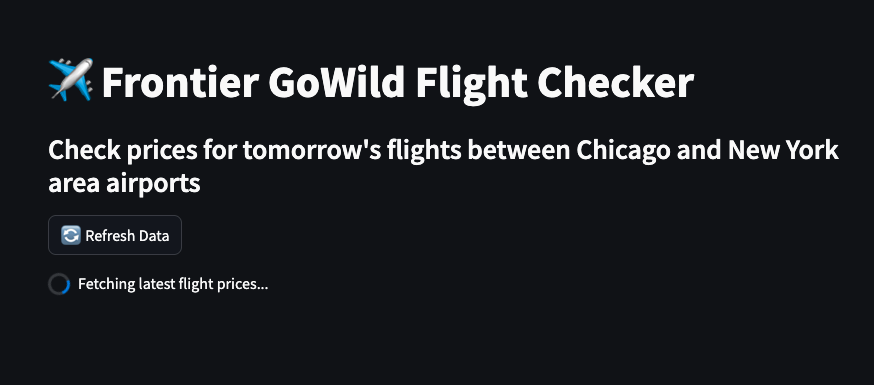 Frontier GoWild Flight Checker
Check prices for tomorrow's flights between Chicago and New York
area airports
Refresh Data
Fetching latest flight prices...